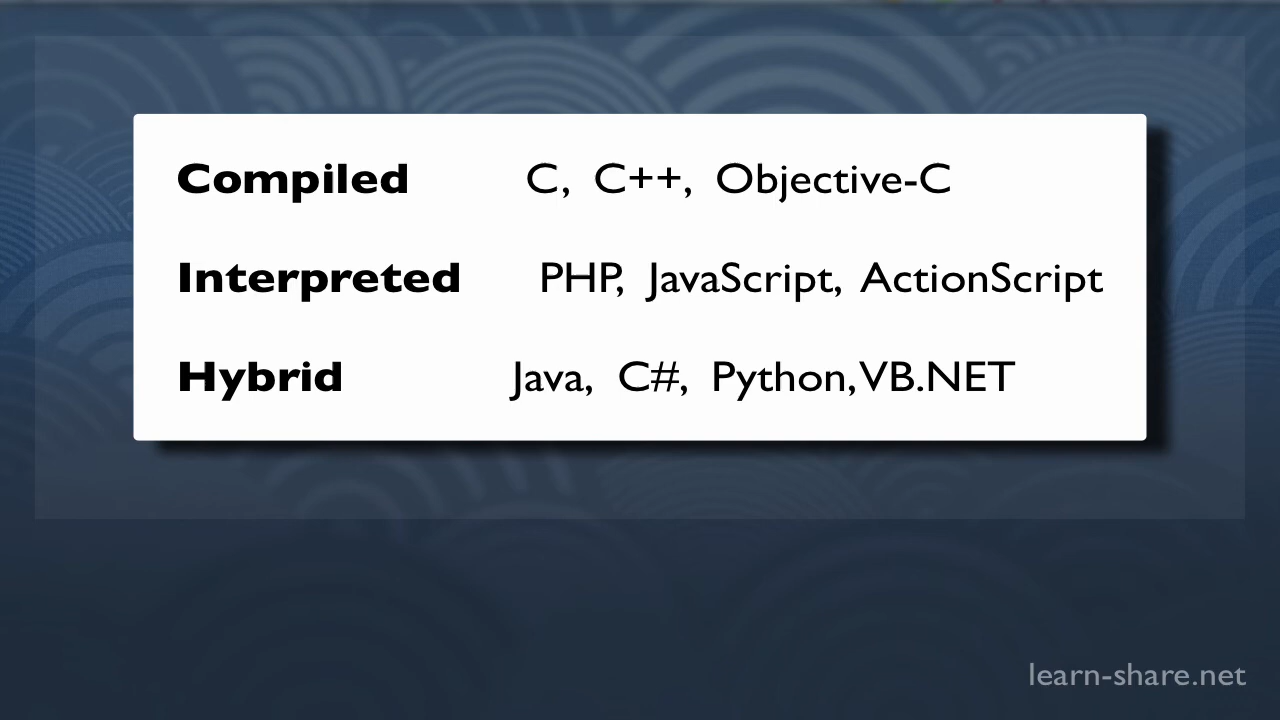 Compiled C, C++, Objective-C
Interpreted PHP, JavaScript, ActionScript
Hybrid Java, C#, Python, VB.NET
learn-share.net